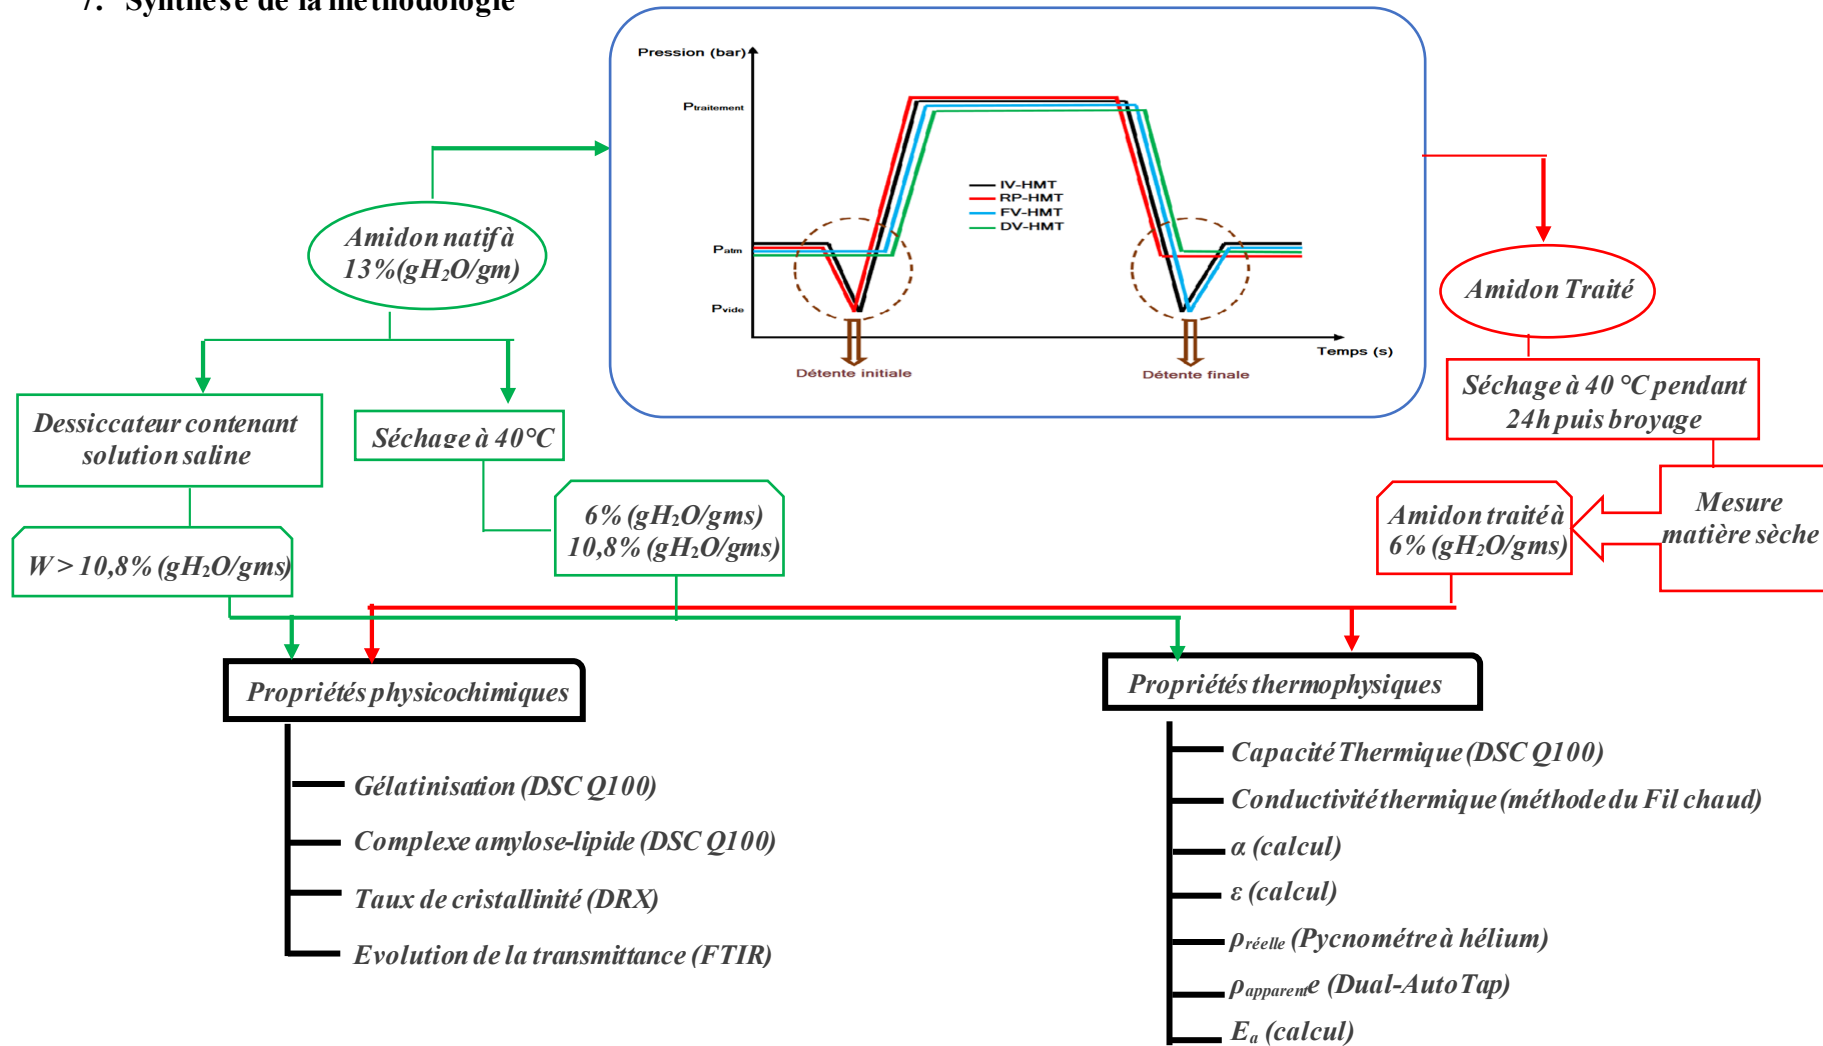 7. Synthèse de la méthodologie
Pression (bar)
Ptraitement
Patm
Pvide
IV-HMT
RP-HMT
FV-HMT
DV-HMT
Temps (s)
Détente initiale
Détente finale
Amidon natif à
13%(gH₂O/gm)
Amidon Traité
Dessiccateur contenant
solution saline
Séchage à 40°C
Séchage à 40 °C pendant
24h puis broyage
W > 10,8% (gH₂O/gms)
6% (gH₂O/gms)
10,8% (gH₂O/gms)
Amidon traité à
6% (gH₂O/gms)
Mesure
matière sèche
Propriétés physicochimiques
Gélatinisation (DSC Q100)
Complexe amylose-lipide (DSC Q100)
Taux de cristallinité (DRX)
Evolution de la transmittance (FTIR)
Propriétés thermophysiques
Capacité Thermique (DSC Q100)
Conductivité thermique (méthode du Fil chaud)
α (calcul)
ε (calcul)
ρréelle (Pycnométre à hélium)
ρapparente (Dual-Auto Tap)
Ea (calcul)